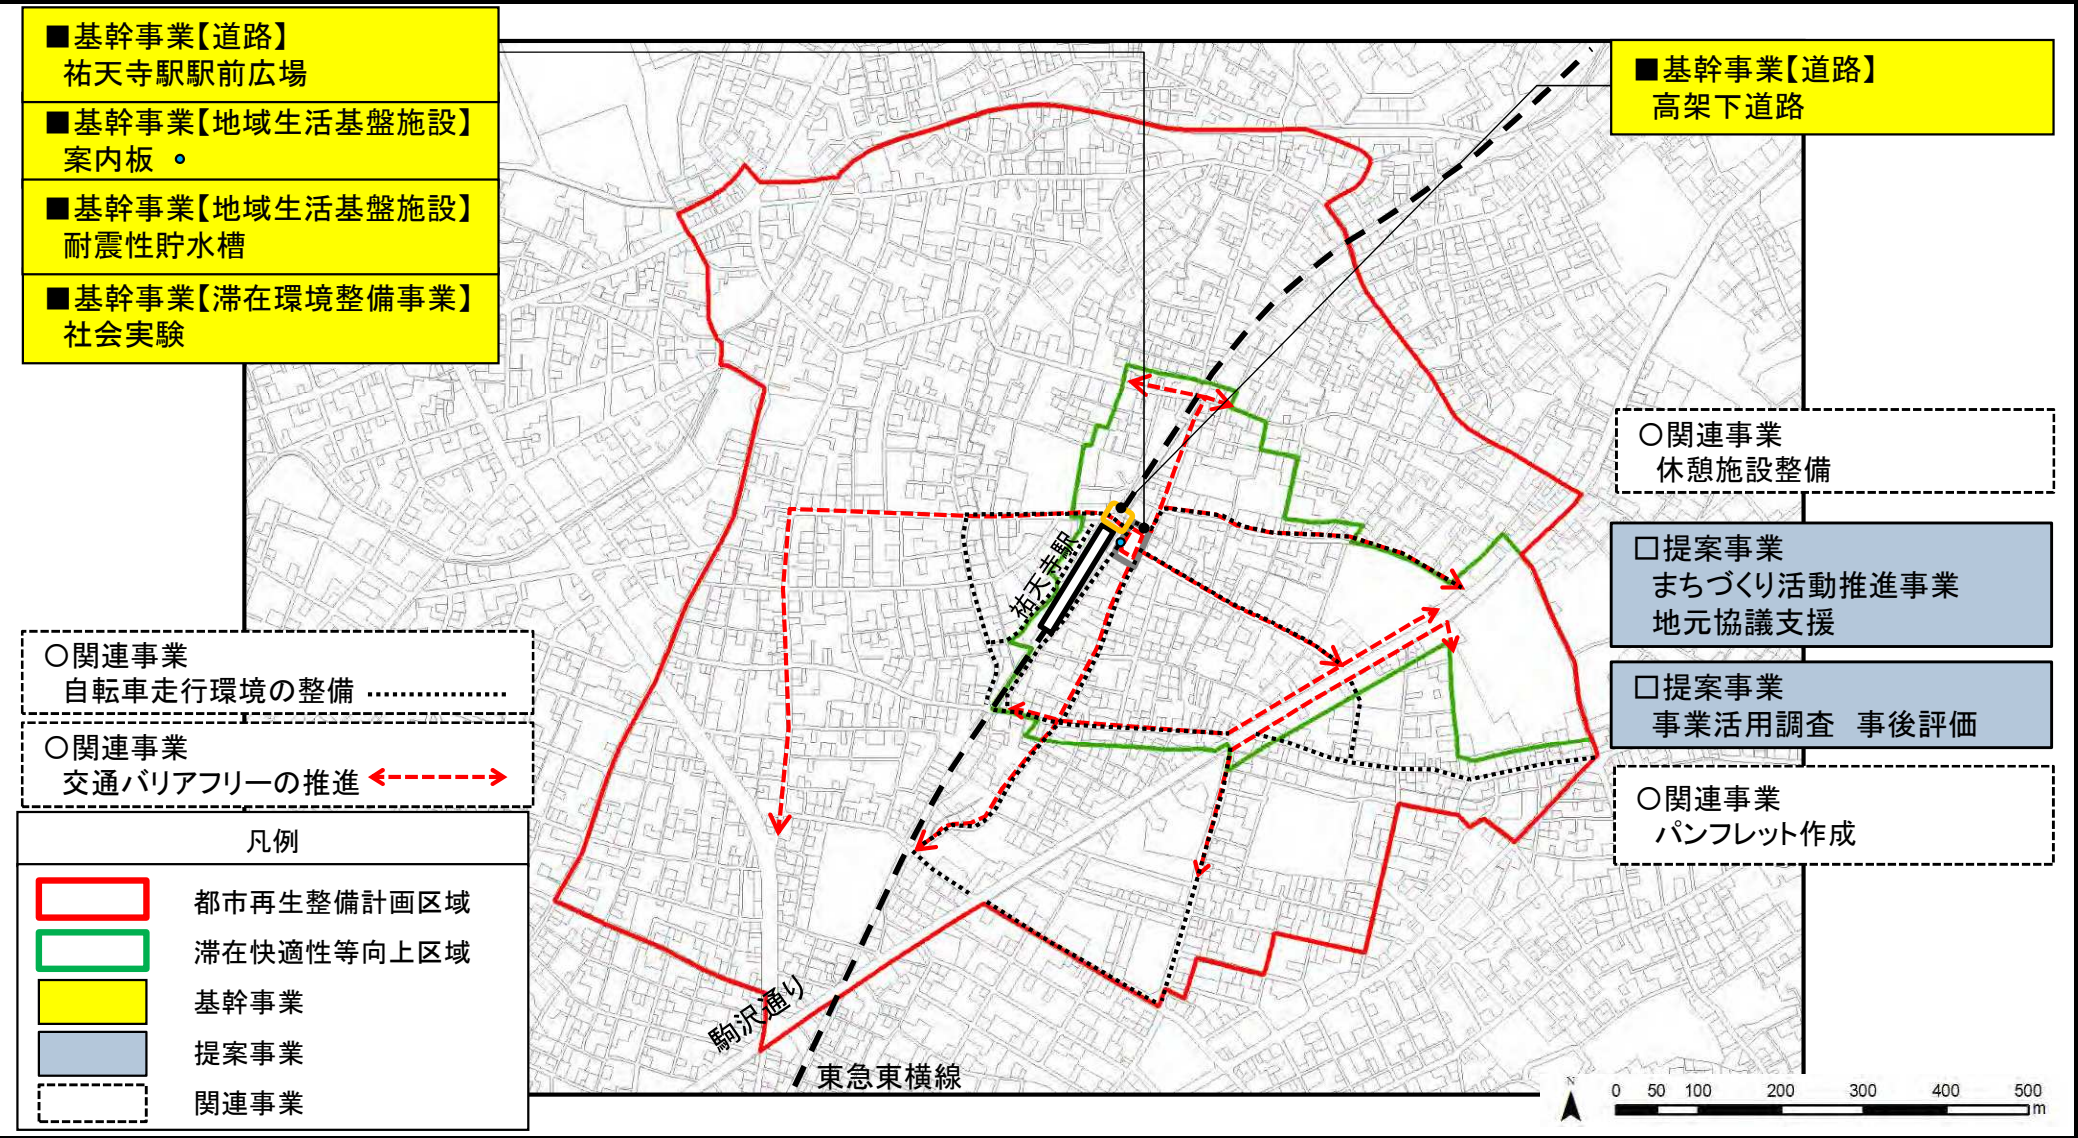 ■基幹事業【道路】
祐天寺駅駅前広場
■基幹事業【地域生活基盤施設】
案内板
■基幹事業【地域生活基盤施設】
耐震性貯水槽
■基幹事業【滞在環境整備事業】
社会実験
■基幹事業【道路】
高架下道路
○関連事業
休憩施設整備
□提案事業
まちづくり活動推進事業
地元協議支援
□提案事業
事業活用調査 事後評価
○関連事業
パンフレット作成
○関連事業
自転車走行環境の整備
○関連事業
交通バリアフリーの推進
祐天寺駅
駒沢通り
東急東横線
凡例
都市再生整備計画区域
滞在快適性等向上区域
基幹事業
提案事業
関連事業
N
0 50 100 200 300 400 500
m